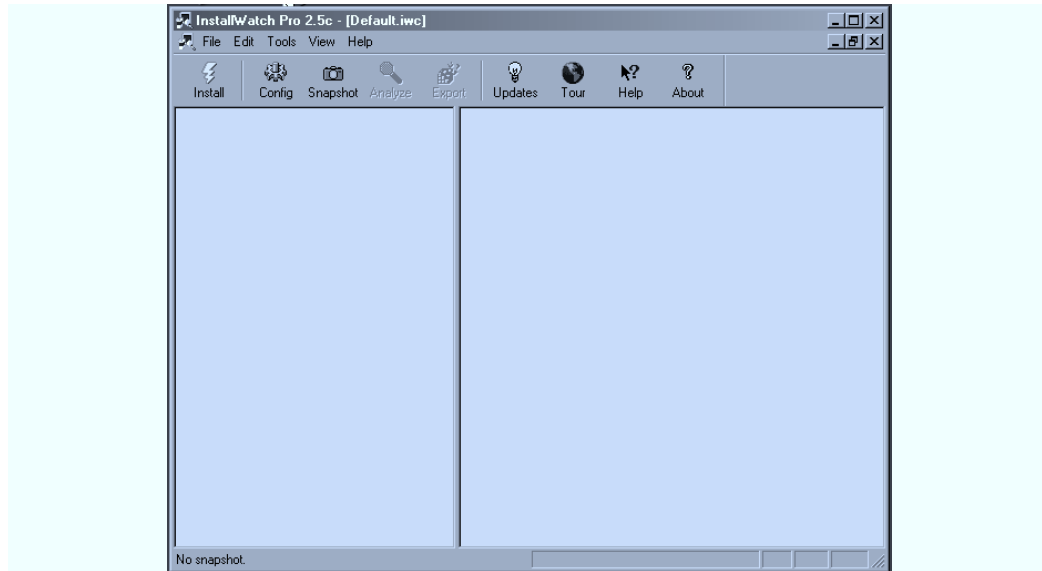 InstallWatch Pro 2.5c - [Default.iwc]
File Edit Tools View Help
Install Config Snapshot Analyze Export Updates Tour Help About
No snapshot.